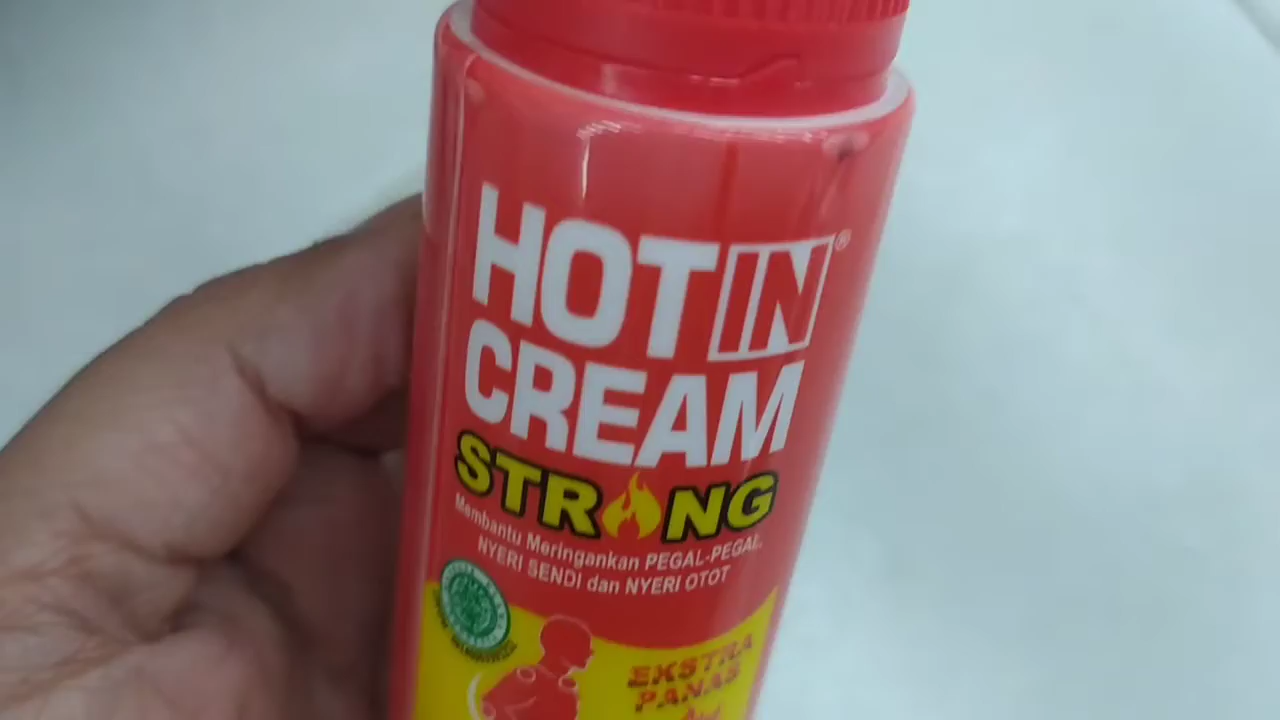 HOT IN®
CREAM
STRONG
Membantu Meringankan PEGAL-PEGAL,
NYERI SENDI dan NYERI OTOT
EKSTRA
PANAS